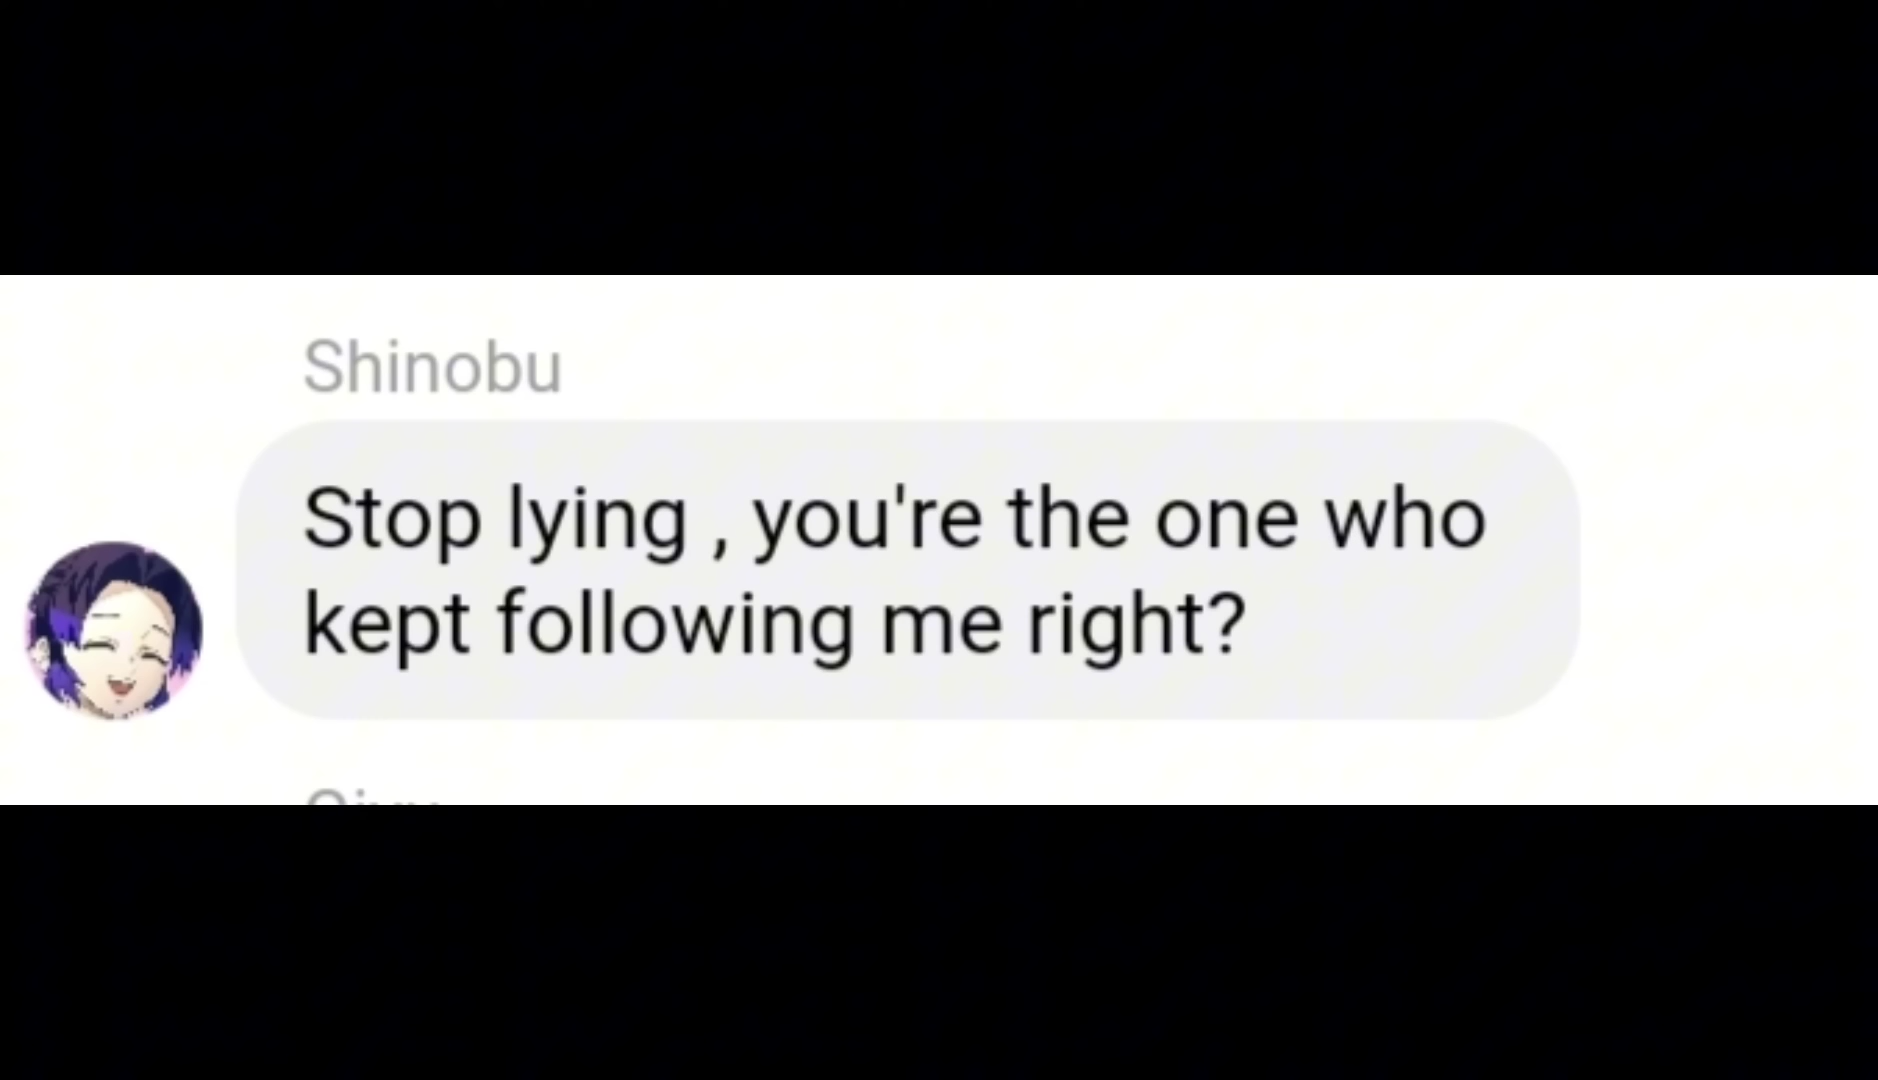 Shinobu
Stop lying , you're the one who
kept following me right?